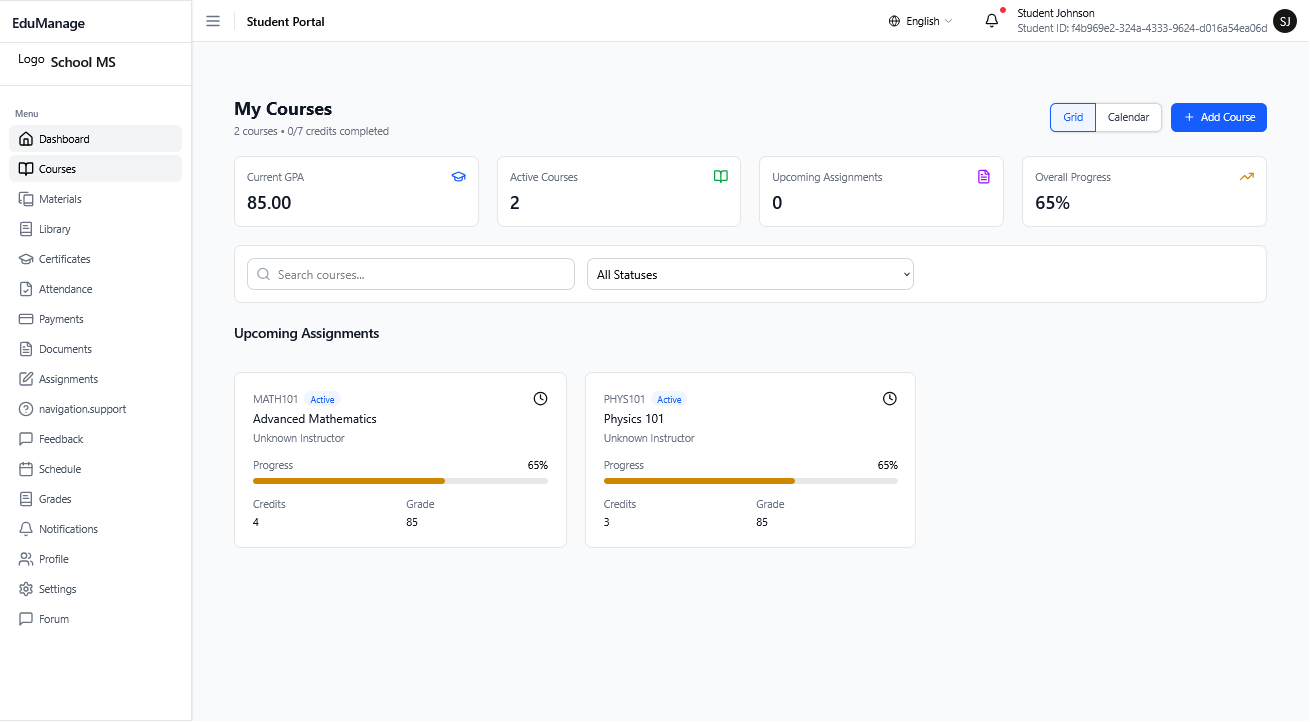 EduManage
Logo School MS
Menu
Dashboard
Courses
Materials
Library
Certificates
Attendance
Payments
Documents
Assignments
navigation.support
Feedback
Schedule
Grades
Notifications
Profile
Settings
Forum
Student Portal
English
Student Johnson
Student ID: f4b969e2-324a-4333-9624-d016a54ea06d
SJ
My Courses
2 courses • 0/7 credits completed
Grid
Calendar
+ Add Course
Current GPA
85.00
Active Courses
2
Upcoming Assignments
0
Overall Progress
65%
Search courses...
All Statuses
Upcoming Assignments
MATH101 Active
Advanced Mathematics
Unknown Instructor
Progress 65%
Credits Grade
4 85
PHYS101 Active
Physics 101
Unknown Instructor
Progress 65%
Credits Grade
3 85